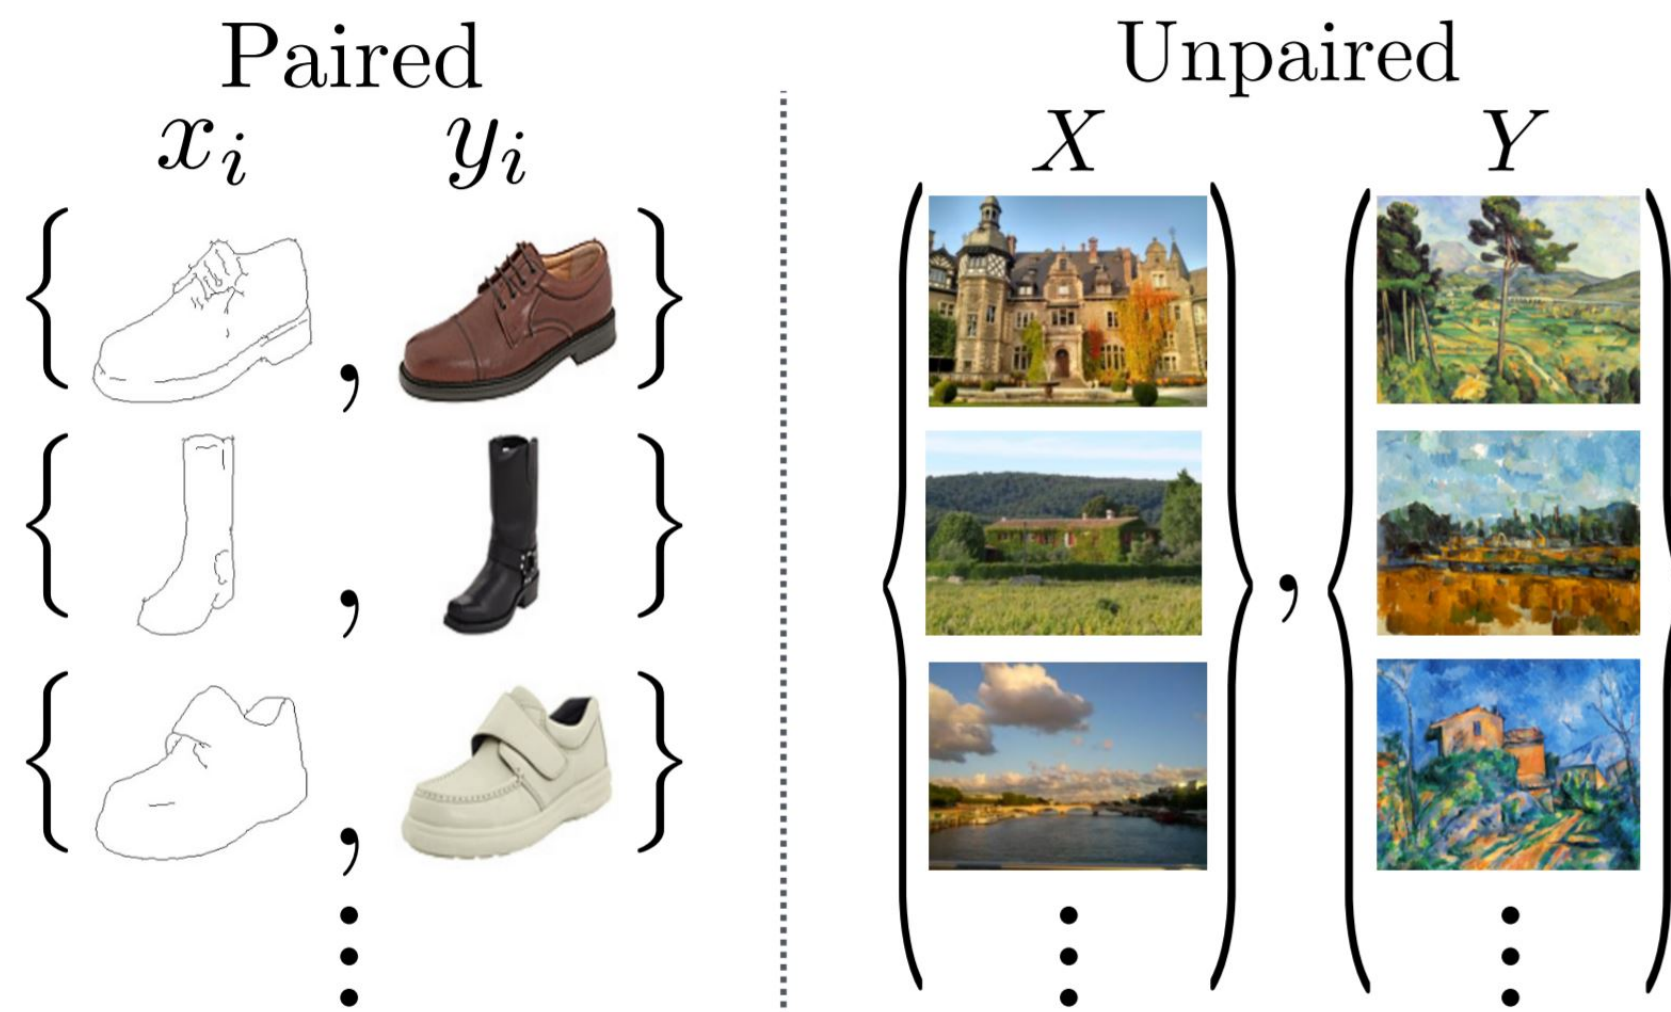 Paired
x_i y_i
{ , }
{ , }
{ , }
⋮
Unpaired
X Y
{ } , { }
⋮ ⋮